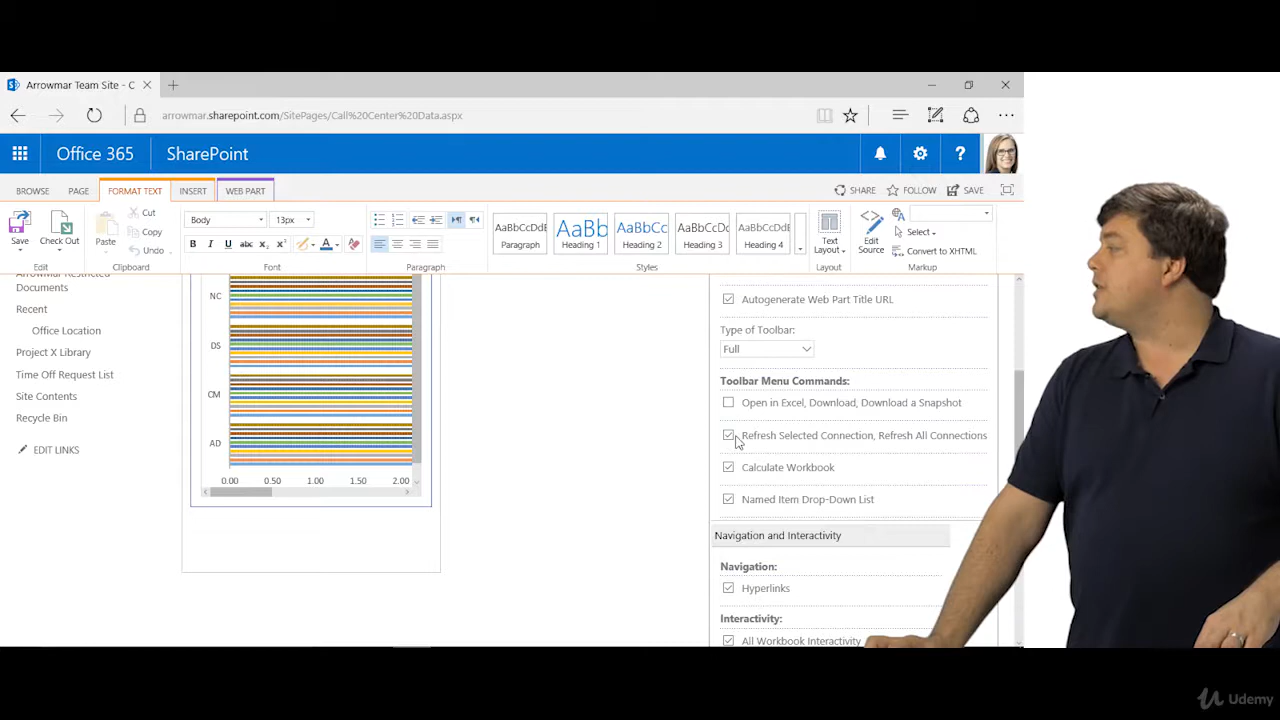 Arrowmar Team Site - C
arrowmar.sharepoint.com/SitePages/Call%20Center%20Data.aspx
Office 365 SharePoint ?
BROWSE PAGE FORMAT TEXT INSERT WEB PART SHARE FOLLOW SAVE
Save Check Out Paste Cut Copy Undo
Body 13px
B I U abc x₂ x² A
AaBbCcDdE AaBb AaBbCc AaBbCcDc AaBbCcDdE
Paragraph Heading 1 Heading 2 Heading 3 Heading 4
Text Layout Edit Source Select Convert to XHTML
Edit Clipboard Font Paragraph Styles Layout Markup
Arrowmar Restricted
Documents
Recent
Office Location
Project X Library
Time Off Request List
Site Contents
Recycle Bin
EDIT LINKS
NC
DS
CM
AD
0.00 0.50 1.00 1.50 2.00
Autogenerate Web Part Title URL
Type of Toolbar:
Full
Toolbar Menu Commands:
Open in Excel, Download, Download a Snapshot
Refresh Selected Connection, Refresh All Connections
Calculate Workbook
Named Item Drop-Down List
Navigation and Interactivity
Navigation:
Hyperlinks
Interactivity:
All Workbook Interactivity
Udemy